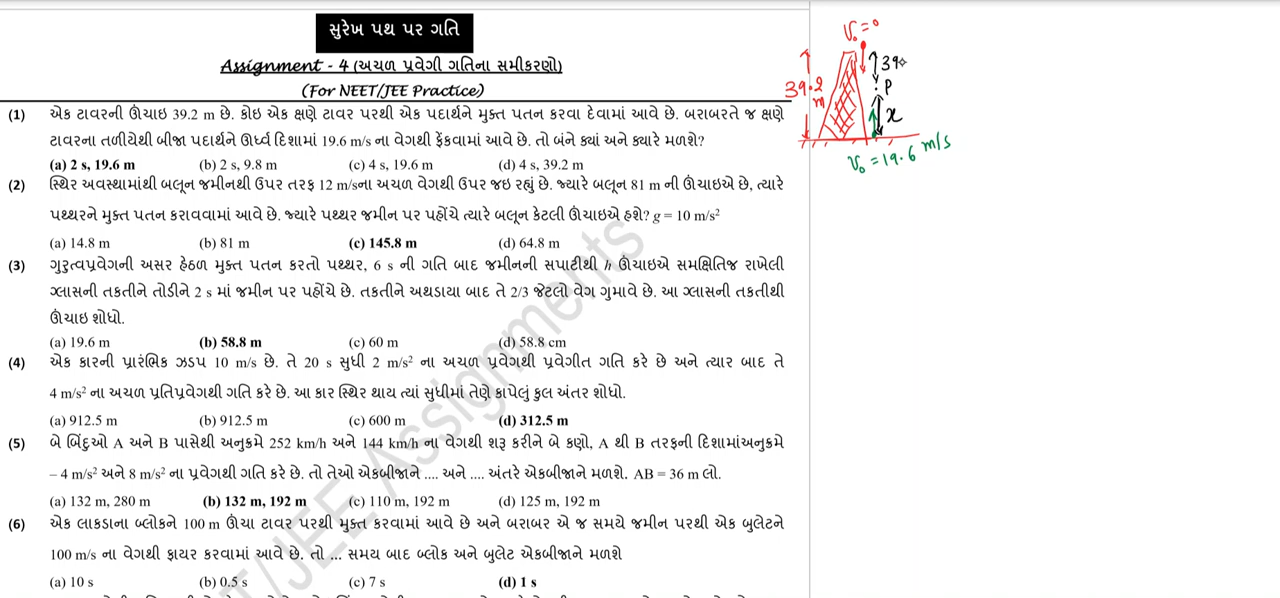 સુરેખ પથ પર ગતિ
Assignment - 4 (અચળ પ્રવેગી ગતિના સમીકરણો)
(For NEET/JEE Practice)
(1) એક ટાવરની ઊંચાઇ 39.2 m છે. કોઇ એક ક્ષણે ટાવર પરથી એક પદાર્થને મુક્ત પતન કરવા દેવામાં આવે છે. બરાબરતે જ ક્ષણે
ટાવરના તળીયેથી બીજા પદાર્થને ઊર્ધ્વ દિશામાં 19.6 m/s ના વેગથી ફેંકવામાં આવે છે. તો બંને ક્યાં અને ક્યારે મળશે?
(a) 2 s, 19.6 m (b) 2 s, 9.8 m (c) 4 s, 19.6 m (d) 4 s, 39.2 m
(2) સ્થિર અવસ્થામાંથી બલૂન જમીનથી ઉપર તરફ 12 m/sના અચળ વેગથી ઉપર જઇ રહ્યું છે. જ્યારે બલૂન 81 m ની ઊંચાઇએ છે, ત્યારે
પથ્થરને મુક્ત પતન કરાવવામાં આવે છે. જ્યારે પથ્થર જમીન પર પહોંચે ત્યારે બલૂન કેટલી ઊંચાઇએ હશે? g = 10 m/s²
(a) 14.8 m (b) 81 m (c) 145.8 m (d) 64.8 m
(3) ગુરુત્વપ્રવેગની અસર હેઠળ મુક્ત પતન કરતો પથ્થર, 6 s ની ગતિ બાદ જમીનની સપાટીથી h ઊંચાઇએ સમક્ષિતિજ રાખેલી
ગ્લાસની તકતીને તોડીને 2 s માં જમીન પર પહોંચે છે. તકતીને અથડાયા બાદ તે 2/3 જેટલો વેગ ગુમાવે છે. આ ગ્લાસની તકતીથી
ઊંચાઇ શોધો.
(a) 19.6 m (b) 58.8 m (c) 60 m (d) 58.8 cm
(4) એક કારની પ્રારંભિક ઝડપ 10 m/s છે. તે 20 s સુધી 2 m/s² ના અચળ પ્રવેગથી પ્રવેગીત ગતિ કરે છે અને ત્યાર બાદ તે
4 m/s² ના અચળ પ્રતિપ્રવેગથી ગતિ કરે છે. આ કાર સ્થિર થાય ત્યાં સુધીમાં તેણે કાપેલું કુલ અંતર શોધો.
(a) 912.5 m (b) 912.5 m (c) 600 m (d) 312.5 m
(5) બે બિંદુઓ A અને B પાસેથી અનુક્રમે 252 km/h અને 144 km/h ના વેગથી શરૂ કરીને બે કણો, A થી B તરફની દિશામાંઅનુક્રમે
– 4 m/s² અને 8 m/s² ના પ્રવેગથી ગતિ કરે છે. તો તેઓ એકબીજાને .... અને .... અંતરે એકબીજાને મળશે. AB = 36 m લો.
(a) 132 m, 280 m (b) 132 m, 192 m (c) 110 m, 192 m (d) 125 m, 192 m
(6) એક લાકડાના બ્લોકને 100 m ઊંચા ટાવર પરથી મુક્ત કરવામાં આવે છે અને બરાબર એ જ સમયે જમીન પરથી એક બુલેટને
100 m/s ના વેગથી ફાયર કરવામાં આવે છે. તો ... સમય બાદ બ્લોક અને બુલેટ એકબીજાને મળશે
(a) 10 s (b) 0.5 s (c) 7 s (d) 1 s
V₀ = 0
39.2 m
P
x
V₀ = 19.6 m/s
T/JEE Assignments